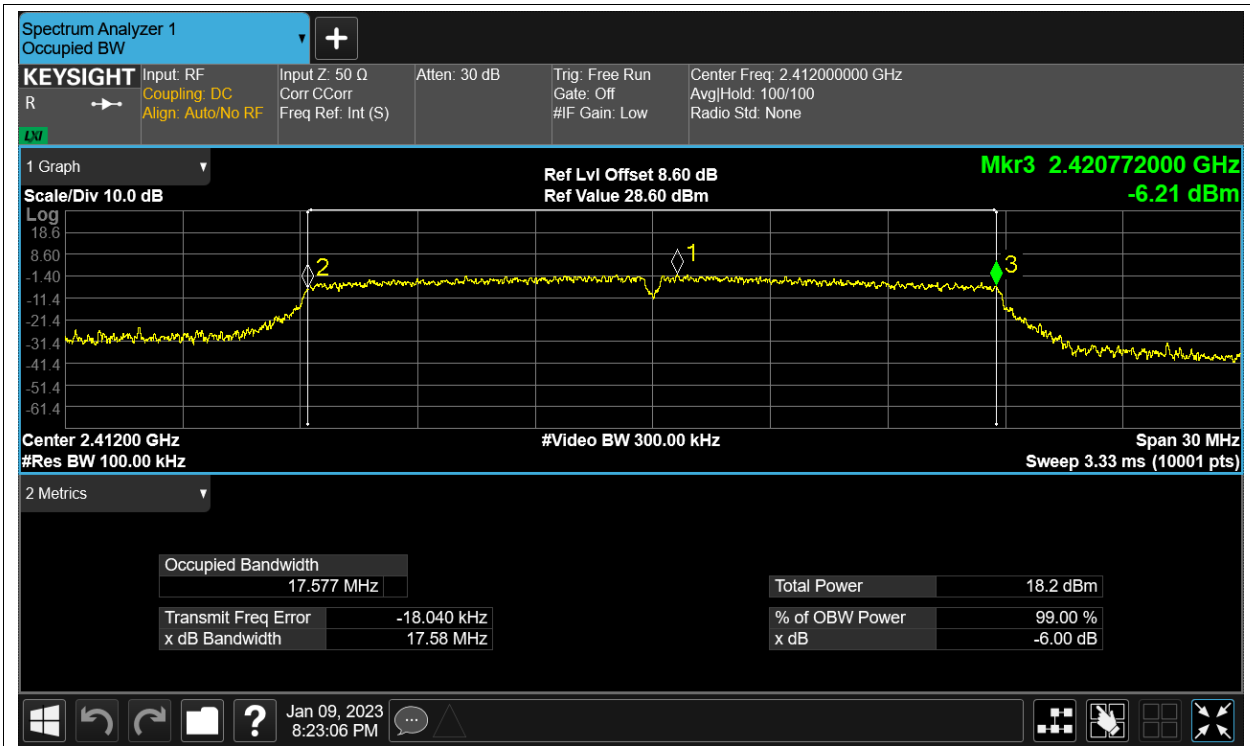 Spectrum Analyzer 1
Occupied BW
KEYSIGHT
R
LXI
Input: RF
Coupling: DC
Align: Auto/No RF
Input Z: 50 Ω
Corr CCorr
Freq Ref: Int (S)
Atten: 30 dB
Trig: Free Run
Gate: Off
#IF Gain: Low
Center Freq: 2.412000000 GHz
Avg|Hold: 100/100
Radio Std: None
1 Graph
Scale/Div 10.0 dB
Ref Lvl Offset 8.60 dB
Ref Value 28.60 dBm
Mkr3 2.420772000 GHz
-6.21 dBm
Log
18.6
8.60
-1.40
-11.4
-21.4
-31.4
-41.4
-51.4
-61.4
2
1
3
Center 2.41200 GHz
#Res BW 100.00 kHz
#Video BW 300.00 kHz
Span 30 MHz
Sweep 3.33 ms (10001 pts)
2 Metrics
Occupied Bandwidth
17.577 MHz
Transmit Freq Error -18.040 kHz
x dB Bandwidth 17.58 MHz
Total Power 18.2 dBm
% of OBW Power 99.00 %
x dB -6.00 dB
?
Jan 09, 2023
8:23:06 PM